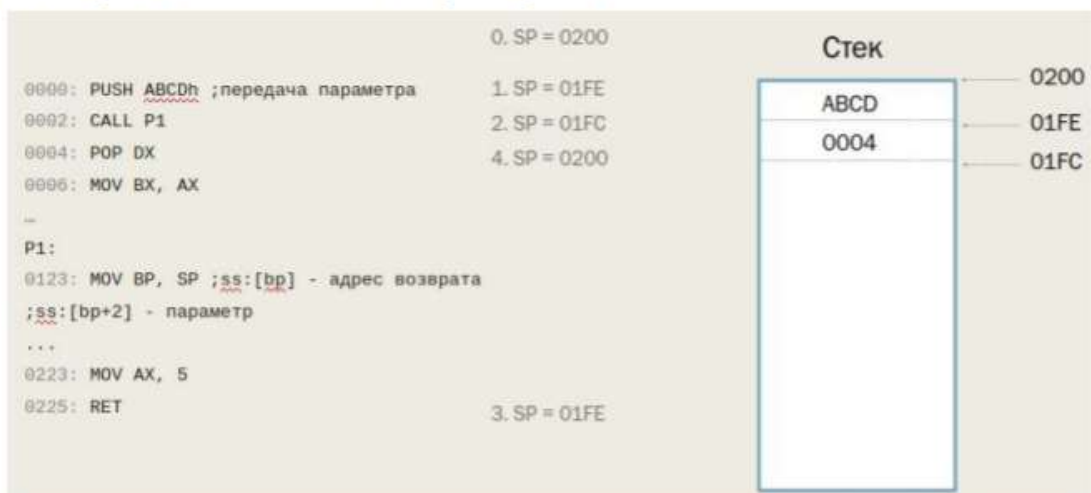 0. SP = 0200
Стек
0200
0000: PUSH ABCDh ;передача параметра
1. SP = 01FE
ABCD
0002: CALL P1
2. SP = 01FC
01FE
0004: POP DX
4. SP = 0200
0004
01FC
0006: MOV BX, AX
…
P1:
0123: MOV BP, SP ;ss:[bp] - адрес возврата
;ss:[bp+2] - параметр
...
0223: MOV AX, 5
0225: RET
3. SP = 01FE